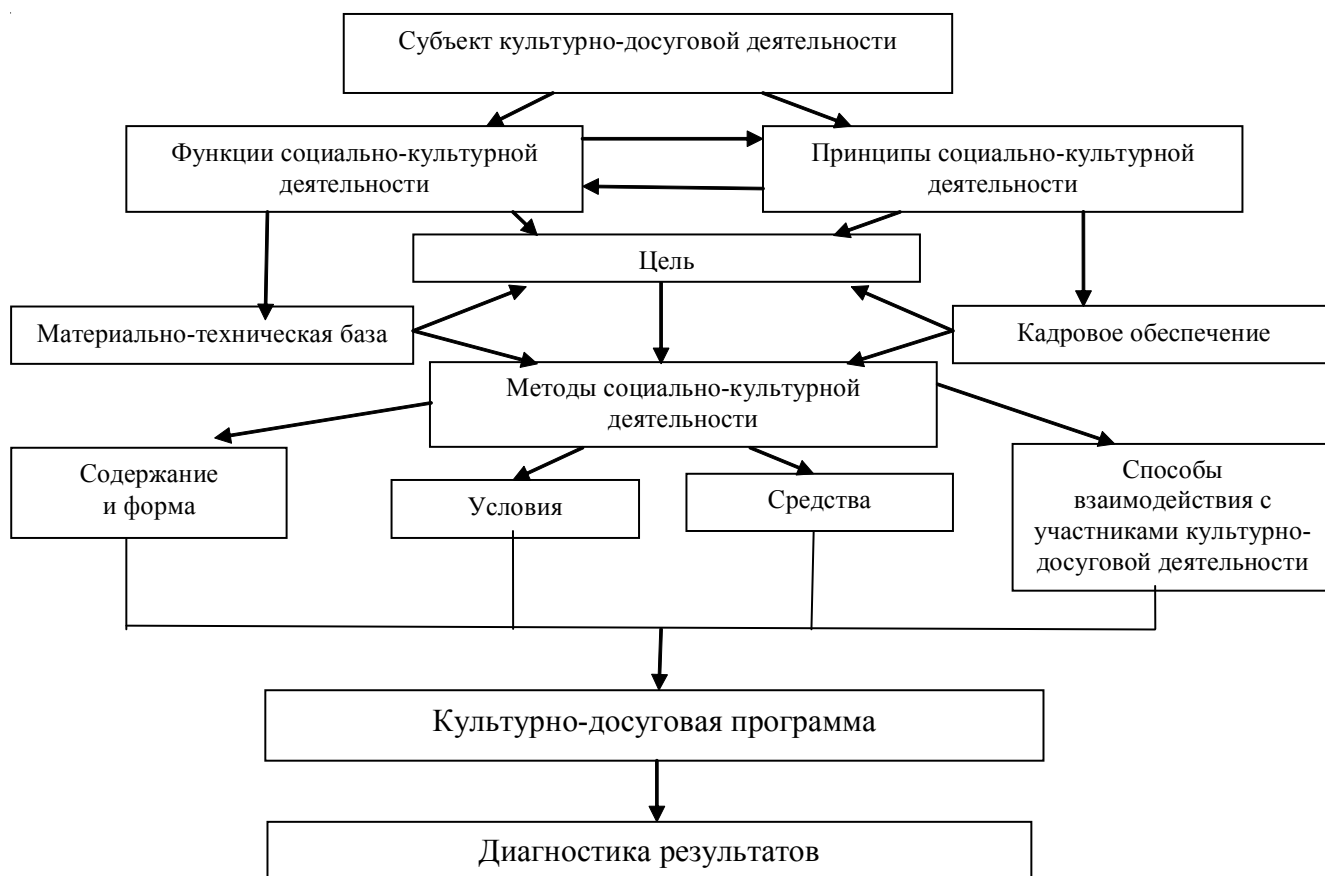 Субъект культурно-досуговой деятельности
Функции социально-культурной
деятельности
Принципы социально-культурной
деятельности
Цель
Материально-техническая база
Кадровое обеспечение
Методы социально-культурной
деятельности
Содержание
и форма
Условия
Средства
Способы
взаимодействия с
участниками культурно-
досуговой деятельности
Культурно-досуговая программа
Диагностика результатов